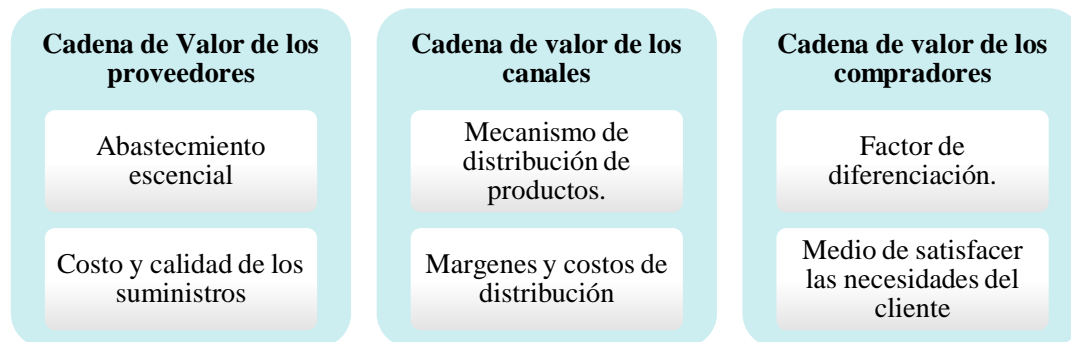 Cadena de Valor de los
proveedores
Abastecmiento
escencial
Costo y calidad de los
suministros
Cadena de valor de los
canales
Mecanismo de
distribución de
productos.
Margenes y costos de
distribución
Cadena de valor de los
compradores
Factor de
diferenciación.
Medio de satisfacer
las necesidades del
cliente